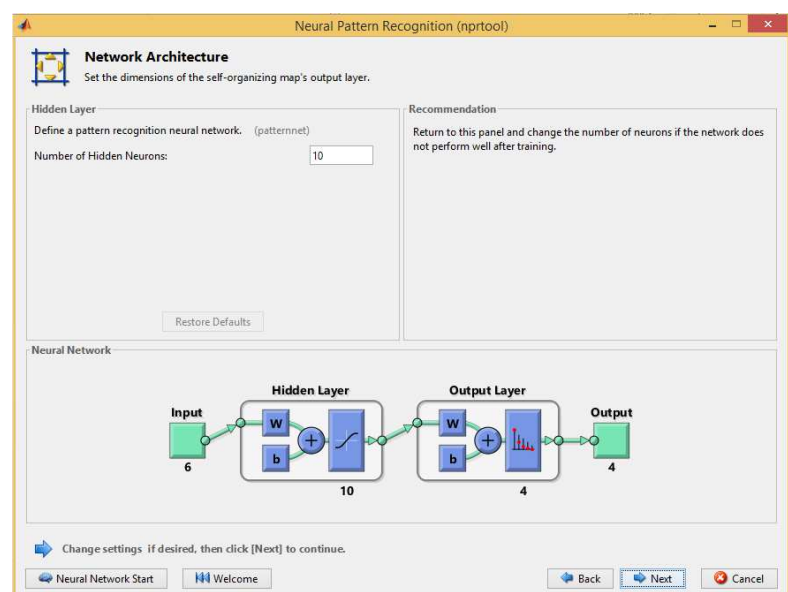 Neural Pattern Recognition (nprtool)
Network Architecture
Set the dimensions of the self-organizing map's output layer.
Hidden Layer
Define a pattern recognition neural network. (patternnet)
Number of Hidden Neurons: 10
Restore Defaults
Recommendation
Return to this panel and change the number of neurons if the network does
not perform well after training.
Neural Network
Hidden Layer
Output Layer
Input
Output
W
b
+
W
b
+
6
10
4
4
Change settings if desired, then click [Next] to continue.
Neural Network Start
Welcome
Back
Next
Cancel